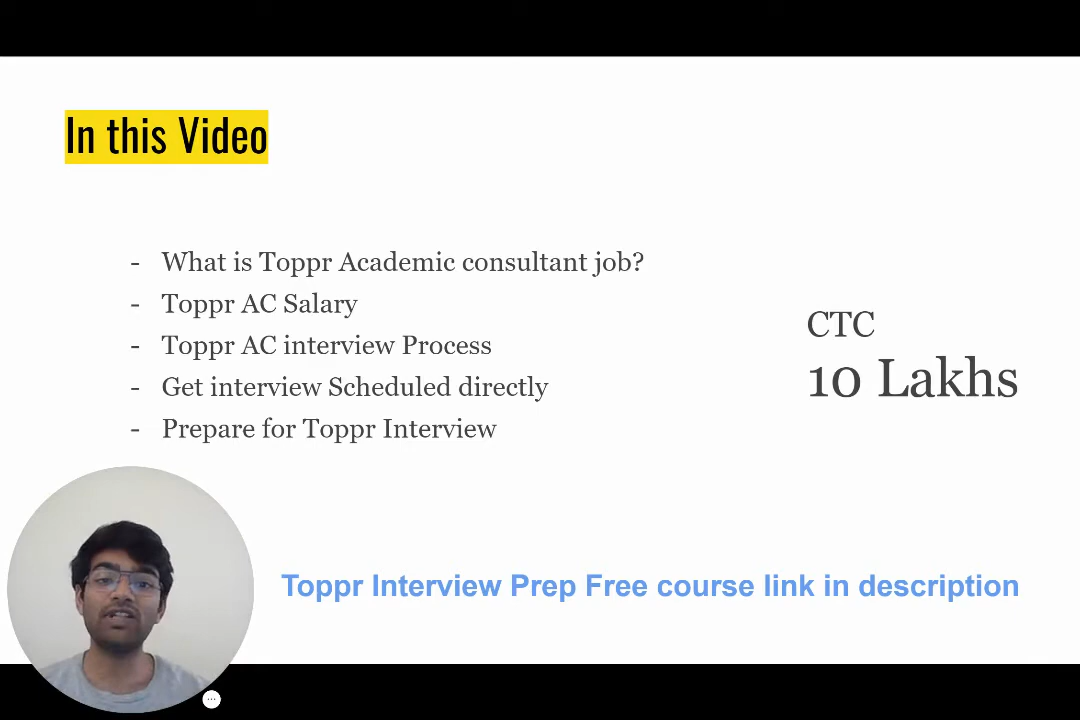 In this Video
- What is Toppr Academic consultant job?
- Toppr AC Salary
- Toppr AC interview Process
- Get interview Scheduled directly
- Prepare for Toppr Interview
CTC
10 Lakhs
Toppr Interview Prep Free course link in description